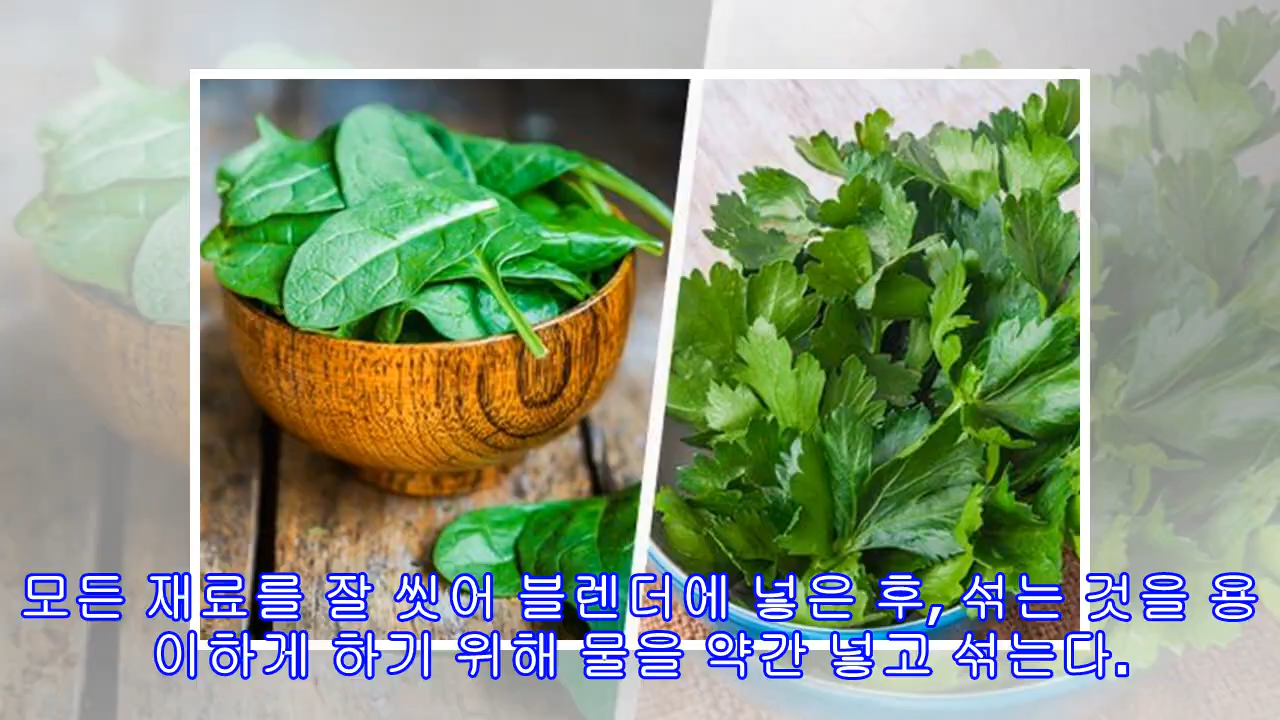 모든 재료를 잘 씻어 블렌더에 넣은 후, 섞는 것을 용
이하게 하기 위해 물을 약간 넣고 섞는다.